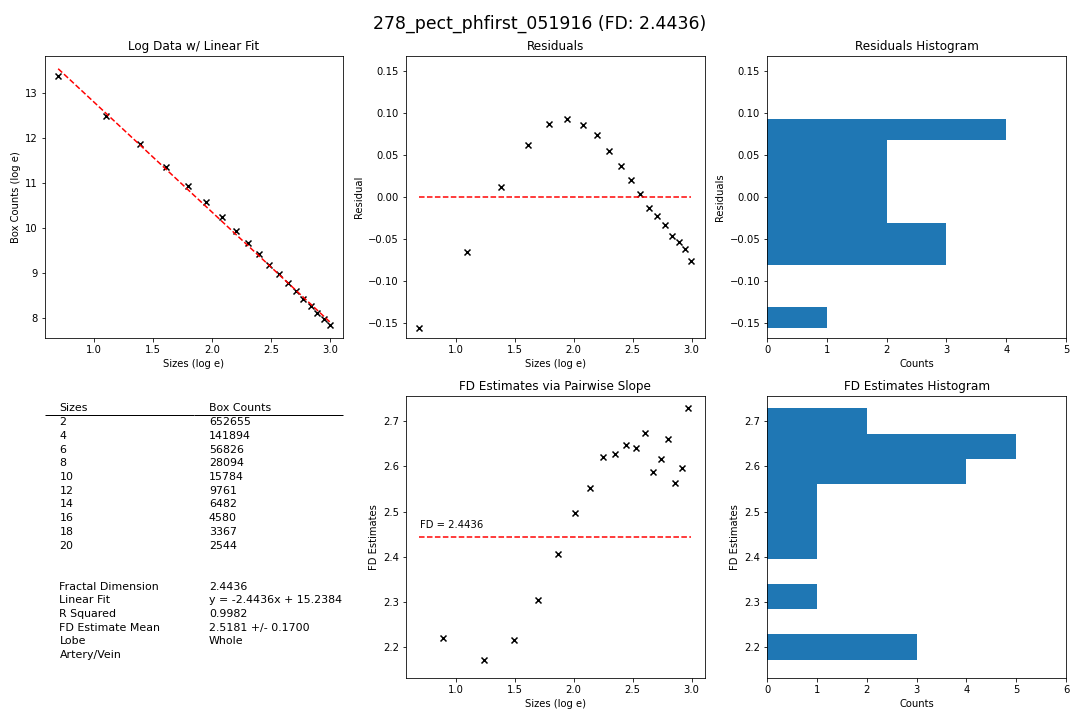 278_pect_phfirst_051916 (FD: 2.4436)
Log Data w/ Linear Fit
Box Counts (log e)
13
12
11
10
9
8
1.0 1.5 2.0 2.5 3.0
Sizes (log e)
Residuals
Residual
0.15
0.10
0.05
0.00
−0.05
−0.10
−0.15
1.0 1.5 2.0 2.5 3.0
Sizes (log e)
Residuals Histogram
Residuals
0.15
0.10
0.05
0.00
−0.05
−0.10
−0.15
0 1 2 3 4 5
Counts
Sizes Box Counts
2 652655
4 141894
6 56826
8 28094
10 15784
12 9761
14 6482
16 4580
18 3367
20 2544
Fractal Dimension 2.4436
Linear Fit y = -2.4436x + 15.2384
R Squared 0.9982
FD Estimate Mean 2.5181 +/- 0.1700
Lobe Whole
Artery/Vein
FD Estimates via Pairwise Slope
FD Estimates
2.7
2.6
2.5
2.4
2.3
2.2
FD = 2.4436
1.0 1.5 2.0 2.5 3.0
Sizes (log e)
FD Estimates Histogram
FD Estimates
2.7
2.6
2.5
2.4
2.3
2.2
0 1 2 3 4 5 6
Counts